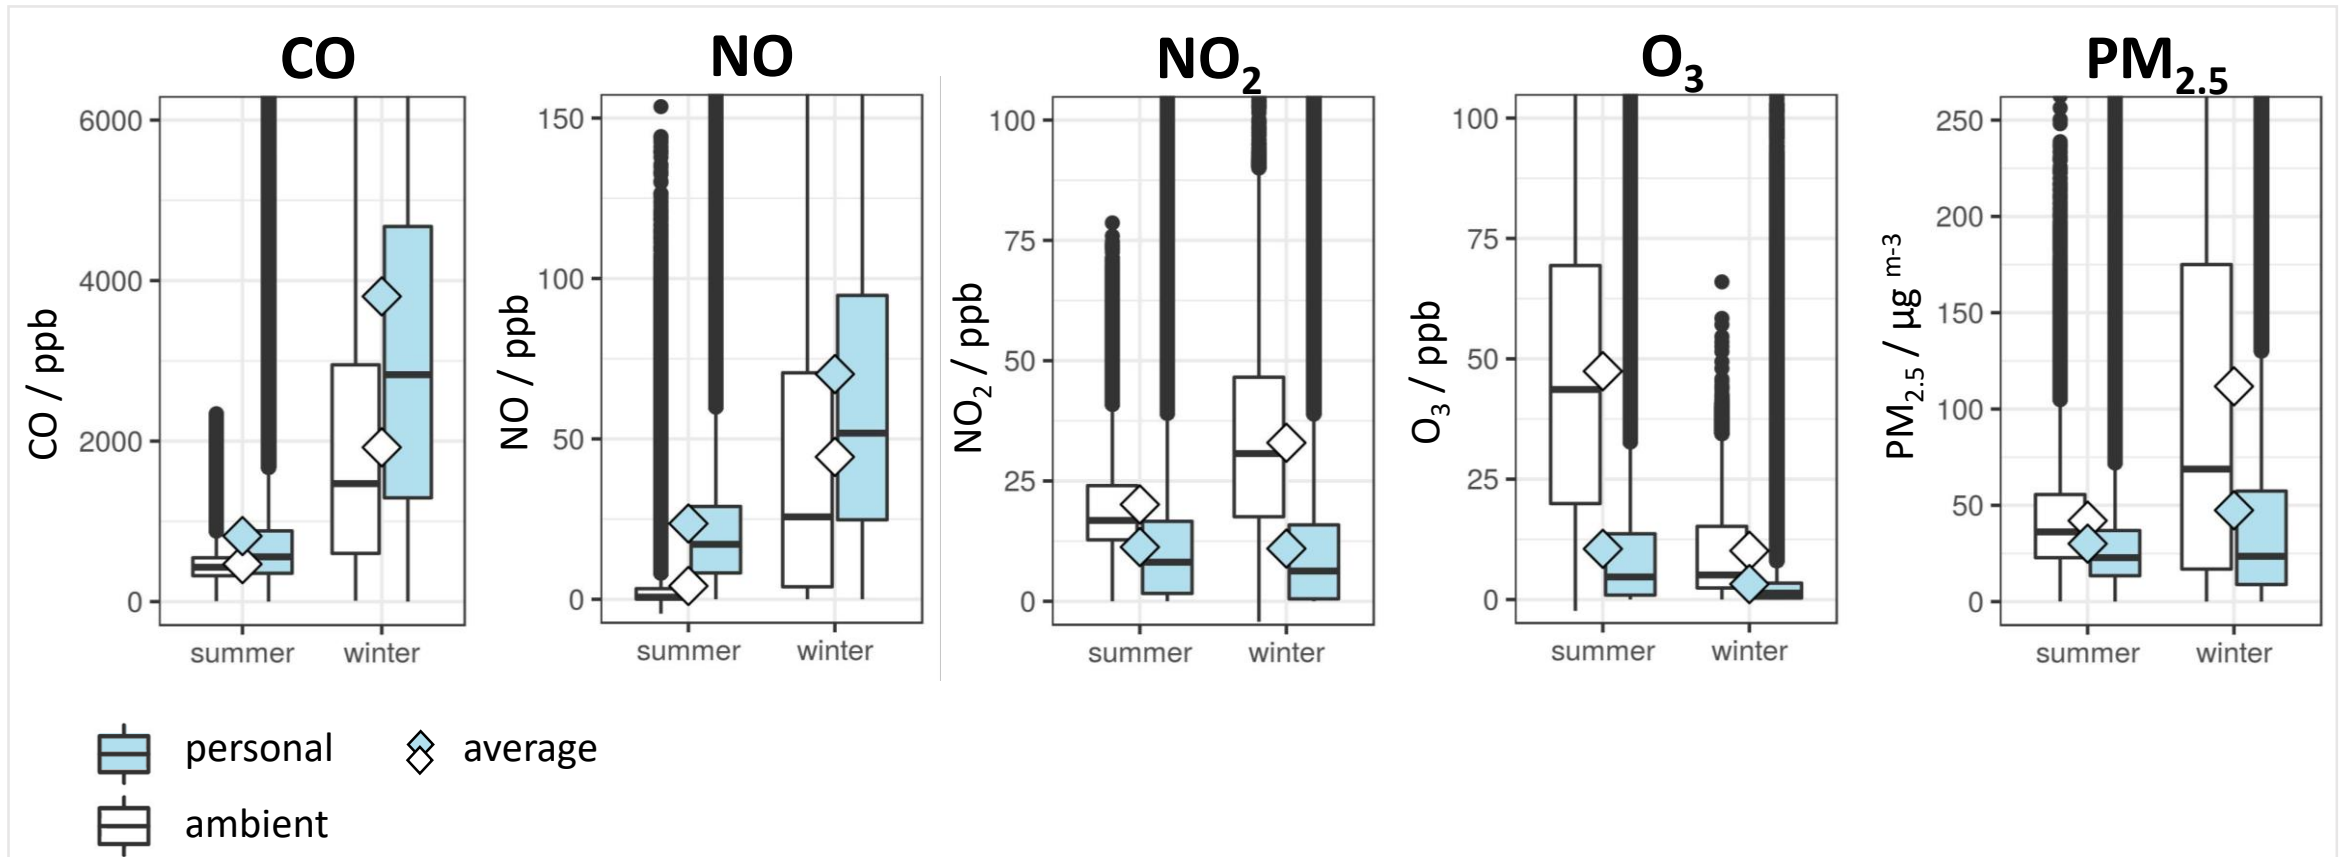 CO
NO
NO2
O3
PM2.5
CO / ppb
6000
4000
2000
0
summer
winter
NO / ppb
150
100
50
0
summer
winter
NO2 / ppb
100
75
50
25
0
summer
winter
O3 / ppb
100
75
50
25
0
summer
winter
PM2.5 / µg m-3
250
200
150
100
50
0
summer
winter
personal
average
ambient